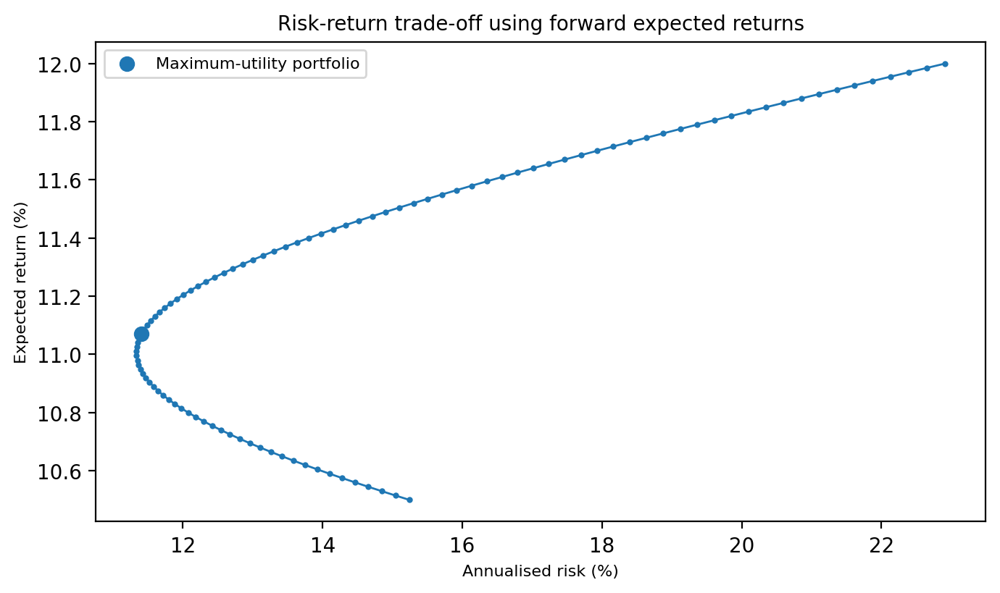 Risk-return trade-off using forward expected returns
Maximum-utility portfolio
Expected return (%)
12.0
11.8
11.6
11.4
11.2
11.0
10.8
10.6
12 14 16 18 20 22
Annualised risk (%)